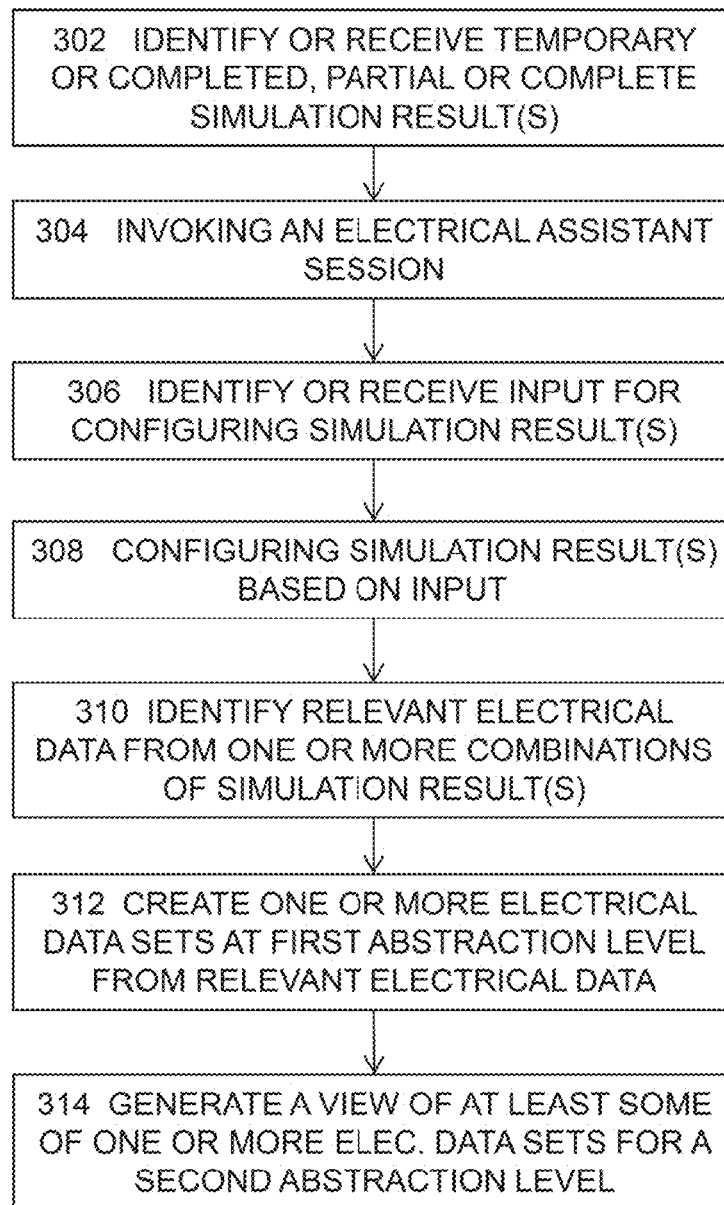 302 IDENTIFY OR RECEIVE TEMPORARY
OR COMPLETED, PARTIAL OR COMPLETE
SIMULATION RESULT(S)
304 INVOKING AN ELECTRICAL ASSISTANT
SESSION
306 IDENTIFY OR RECEIVE INPUT FOR
CONFIGURING SIMULATION RESULT(S)
308 CONFIGURING SIMULATION RESULT(S)
BASED ON INPUT
310 IDENTIFY RELEVANT ELECTRICAL
DATA FROM ONE OR MORE COMBINATIONS
OF SIMULATION RESULT(S)
312 CREATE ONE OR MORE ELECTRICAL
DATA SETS AT FIRST ABSTRACTION LEVEL
FROM RELEVANT ELECTRICAL DATA
314 GENERATE A VIEW OF AT LEAST SOME
OF ONE OR MORE ELEC. DATA SETS FOR A
SECOND ABSTRACTION LEVEL